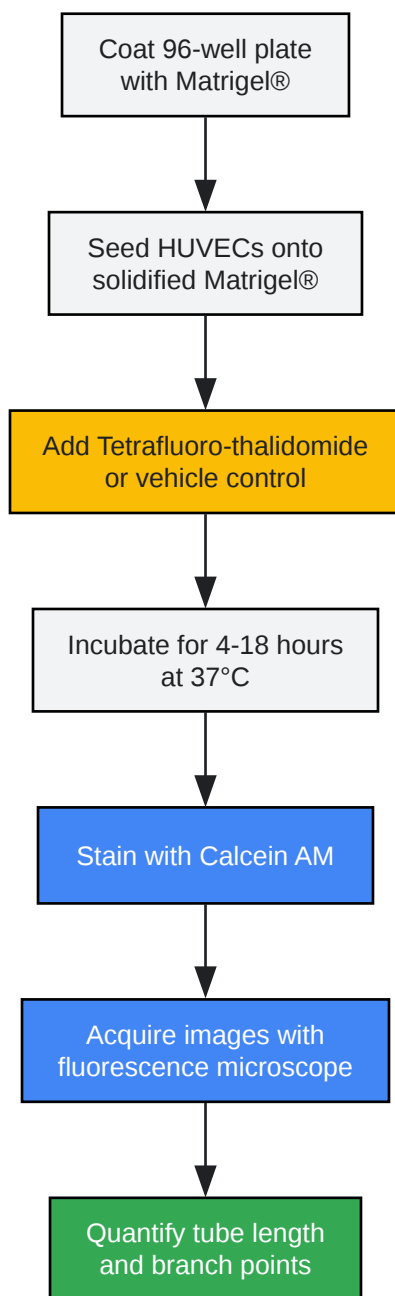 Coat 96-well plate
with Matrigel®
Seed HUVECs onto
solidified Matrigel®
Add Tetrafluoro-thalidomide
or vehicle control
Incubate for 4-18 hours
at 37°C
Stain with Calcein AM
Acquire images with
fluorescence microscope
Quantify tube length
and branch points